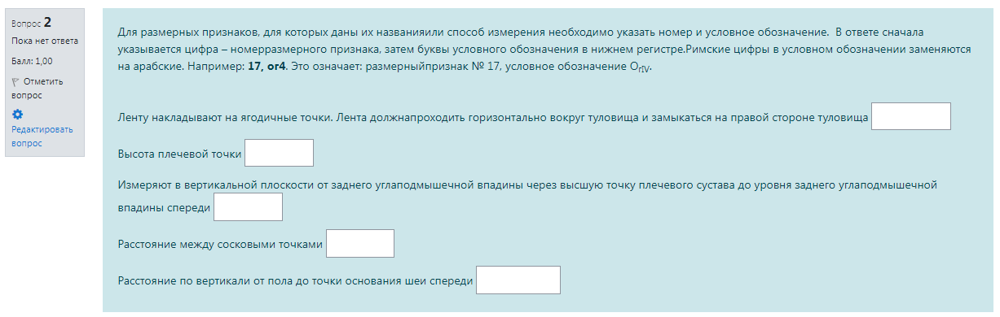 Вопрос 2
Пока нет ответа
Балл: 1,00
Отметить
вопрос
Редактировать
вопрос
Для размерных признаков, для которых даны их названияили способ измерения необходимо указать номер и условное обозначение. В ответе сначала
указывается цифра – номерразмерного признака, затем буквы условного обозначения в нижнем регистре.Римские цифры в условном обозначении заменяются
на арабские. Например: 17, or4. Это означает: размерныйпризнак № 17, условное обозначение OrIV.
Ленту накладывают на ягодичные точки. Лента должнапроходить горизонтально вокруг туловища и замыкаться на правой стороне туловища
Высота плечевой точки
Измеряют в вертикальной плоскости от заднего углаподмышечной впадины через высшую точку плечевого сустава до уровня заднего углаподмышечной
впадины спереди
Расстояние между сосковыми точками
Расстояние по вертикали от пола до точки основания шеи спереди